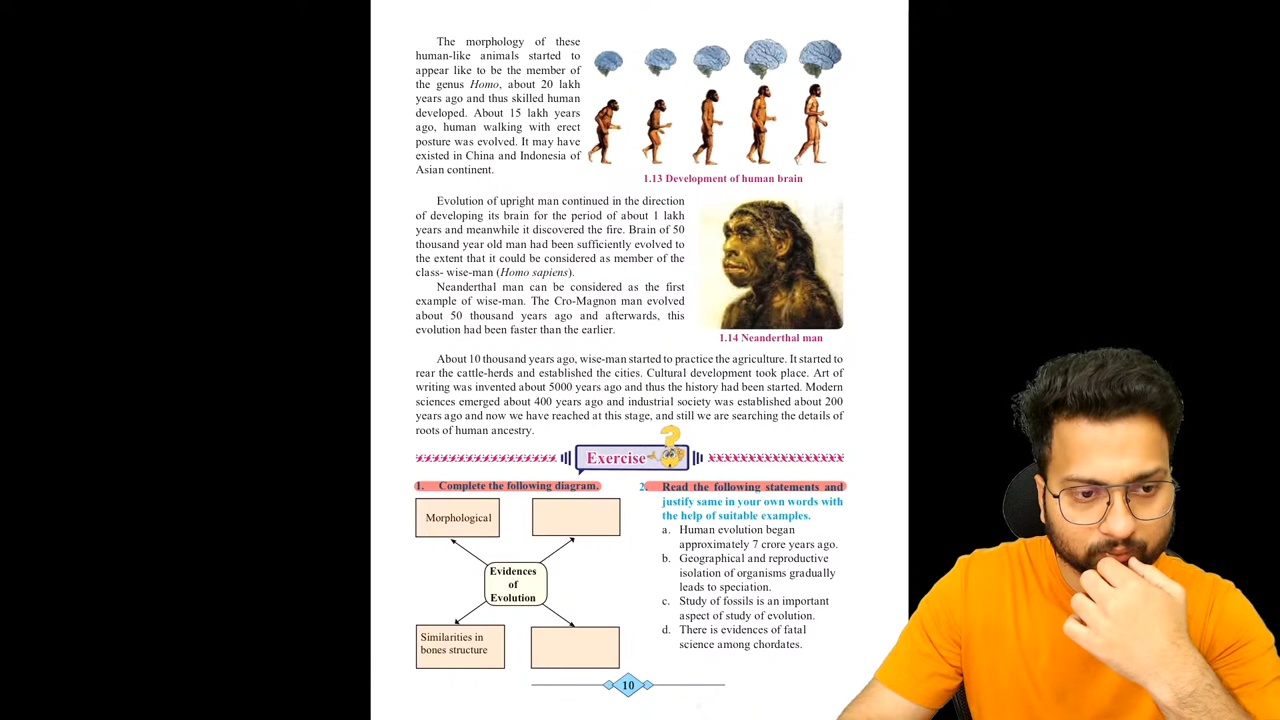 The morphology of these
human-like animals started to
appear like to be the member of
the genus Homo, about 20 lakh
years ago and thus skilled human
developed. About 15 lakh years
ago, human walking with erect
posture was evolved. It may have
existed in China and Indonesia of
Asian continent.
1.13 Development of human brain
Evolution of upright man continued in the direction
of developing its brain for the period of about 1 lakh
years and meanwhile it discovered the fire. Brain of 50
thousand year old man had been sufficiently evolved to
the extent that it could be considered as member of the
class- wise-man (Homo sapiens).
Neanderthal man can be considered as the first
example of wise-man. The Cro-Magnon man evolved
about 50 thousand years ago and afterwards, this
evolution had been faster than the earlier.
1.14 Neanderthal man
About 10 thousand years ago, wise-man started to practice the agriculture. It started to
rear the cattle-herds and established the cities. Cultural development took place. Art of
writing was invented about 5000 years ago and thus the history had been started. Modern
sciences emerged about 400 years ago and industrial society was established about 200
years ago and now we have reached at this stage, and still we are searching the details of
roots of human ancestry.
Exercise
1. Complete the following diagram.
Morphological
Evidences
of
Evolution
Similarities in
bones structure
2. Read the following statements and
justify same in your own words with
the help of suitable examples.
a. Human evolution began
approximately 7 crore years ago.
b. Geographical and reproductive
isolation of organisms gradually
leads to speciation.
c. Study of fossils is an important
aspect of study of evolution.
d. There is evidences of fatal
science among chordates.
10